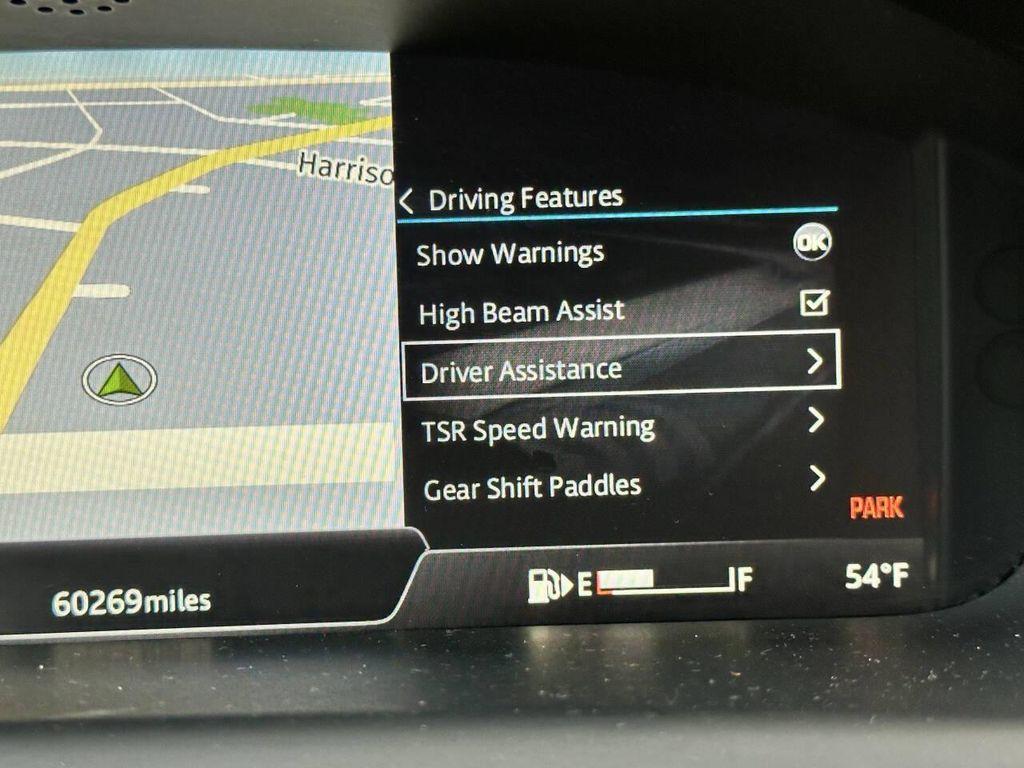 Harriso
Driving Features
Show Warnings OK
High Beam Assist
Driver Assistance
TSR Speed Warning
Gear Shift Paddles
PARK
60269miles
E F
54°F